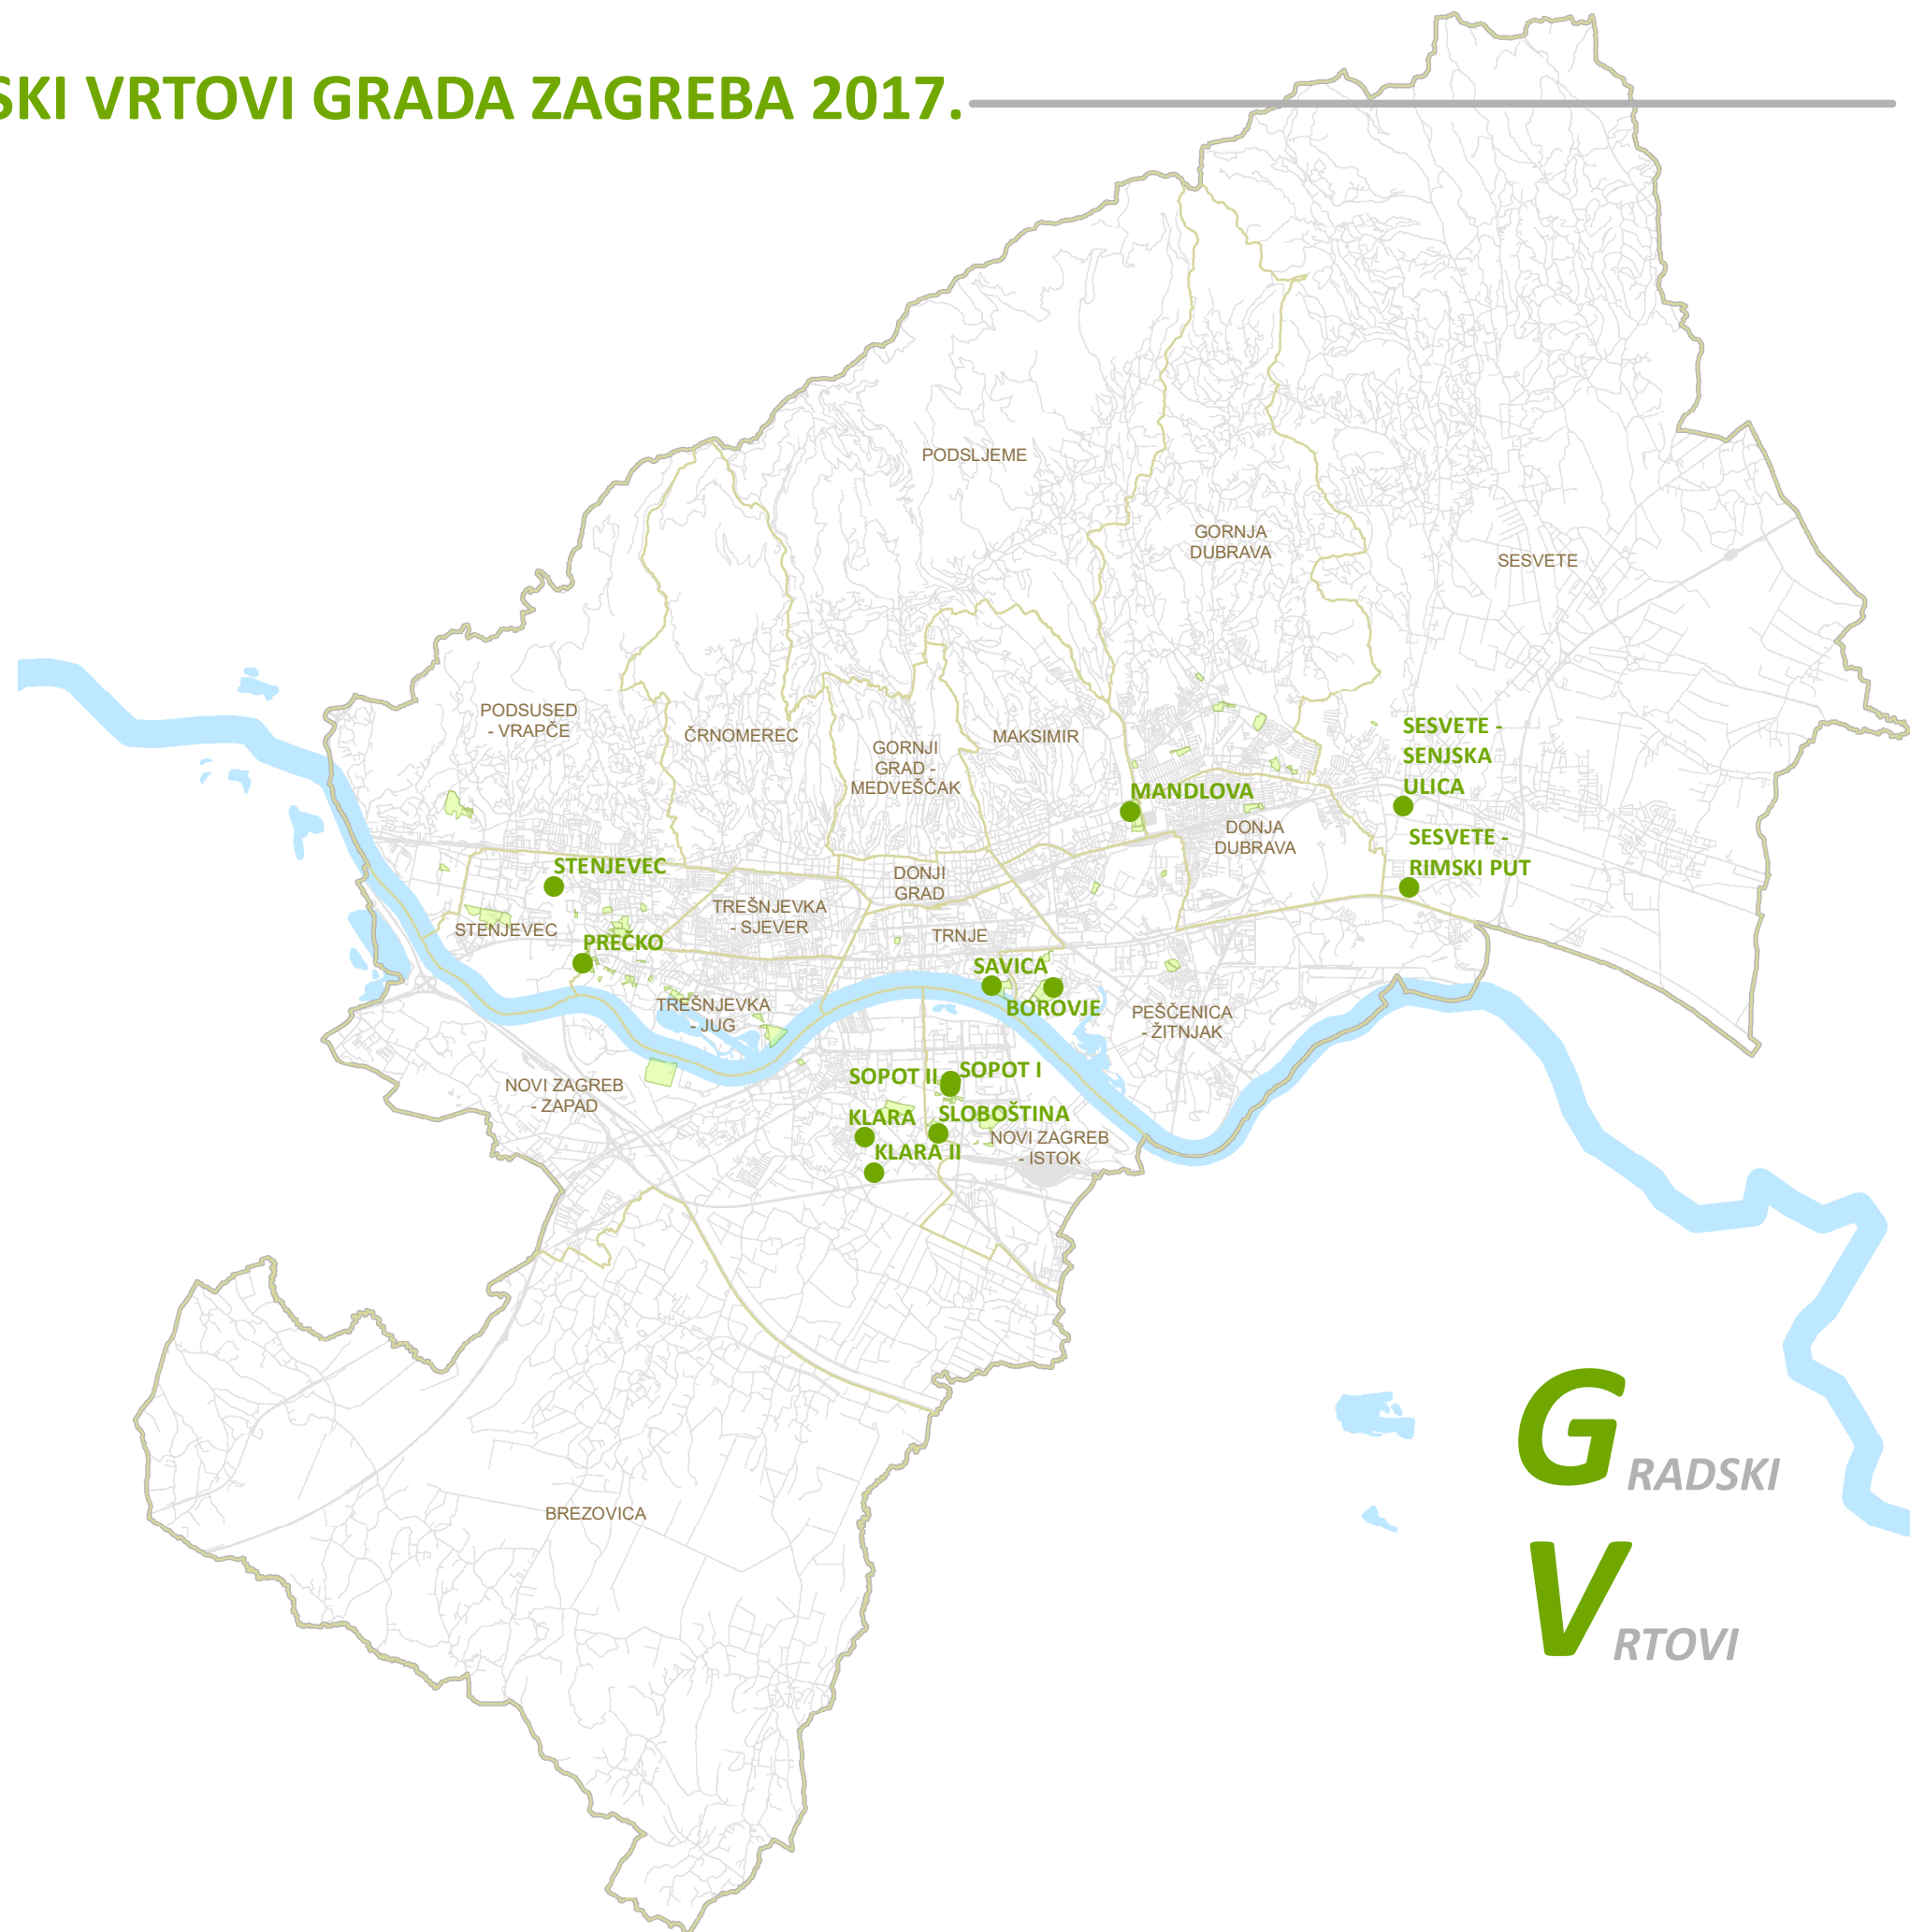 SKI VRTOVI GRADA ZAGREBA 2017.
PODSLJEME
GORNJA
DUBRAVA
SESVETE
PODSUSED
- VRAPČE
ČRNOMEREC
GORNJI
GRAD -
MEDVEŠČAK
MAKSIMIR
SESVETE -
SENJSKA
ULICA
MANDLOVA
DONJA
DUBRAVA
SESVETE -
RIMSKI PUT
STENJEVEC
DONJI
GRAD
TREŠNJEVKA
- SJEVER
STENJEVEC
PREČKO
TRNJE
SAVICA
BOROVJE
TREŠNJEVKA
- JUG
PEŠČENICA
- ŽITNJAK
SOPOT II
SOPOT I
NOVI ZAGREB
- ZAPAD
KLARA
SLOBOŠTINA
KLARA II
NOVI ZAGREB
- ISTOK
BREZOVICA
GRADSKI
VRTOVI